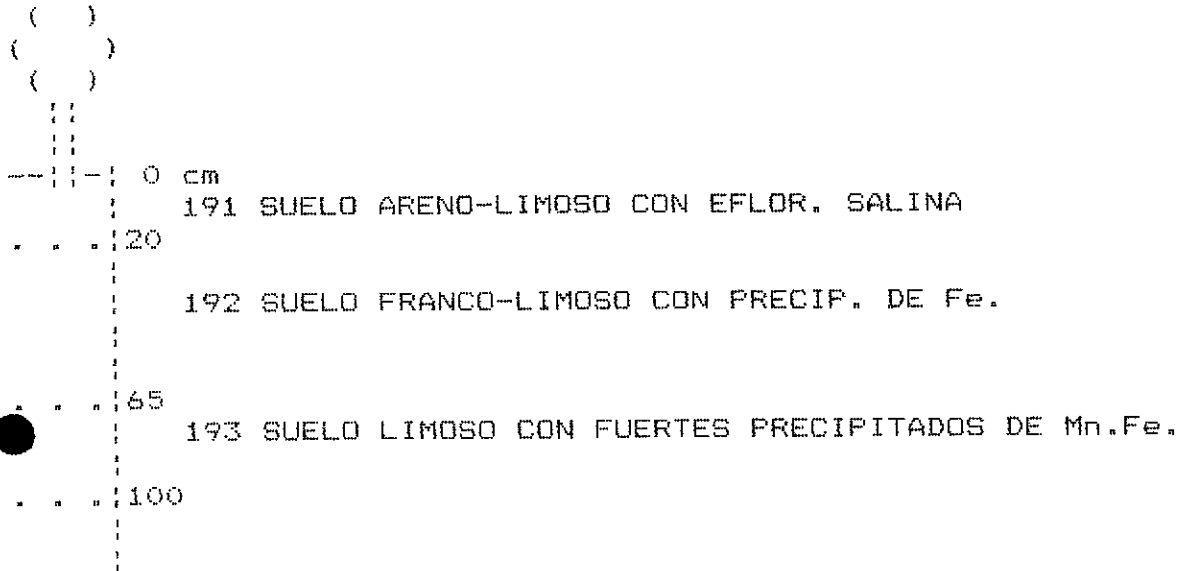 0 cm
191 SUELO ARENO-LIMOSO CON EFLOR. SALINA
20
192 SUELO FRANCO-LIMOSO CON PRECIP. DE Fe.
65
193 SUELO LIMOSO CON FUERTES PRECIPITADOS DE Mn.Fe.
100